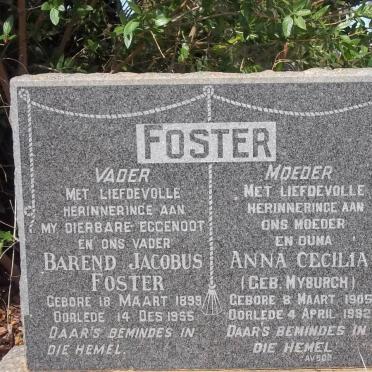 FOSTER
VADER
MET LIEFDEVOLLE
HERINNERINGE AAN
MY DIERBARE EGGENOOT
EN ONS VADER
BAREND JACOBUS
FOSTER
GEBORE 18 MAART 1899
OORLEDE 14 DES 1955
DAAR'S BEMINDES IN
DIE HEMEL.
MOEDER
MET LIEFDEVOLLE
HERINNERINGE AAN
ONS MOEDER
EN OUMA
ANNA CECILIA
(GEB. MYBURGH)
GEBORE 8 MAART 1905
OORLEDE 4 APRIL 1992
DAAR'S BEMINDES IN
DIE HEMEL
AVBOB